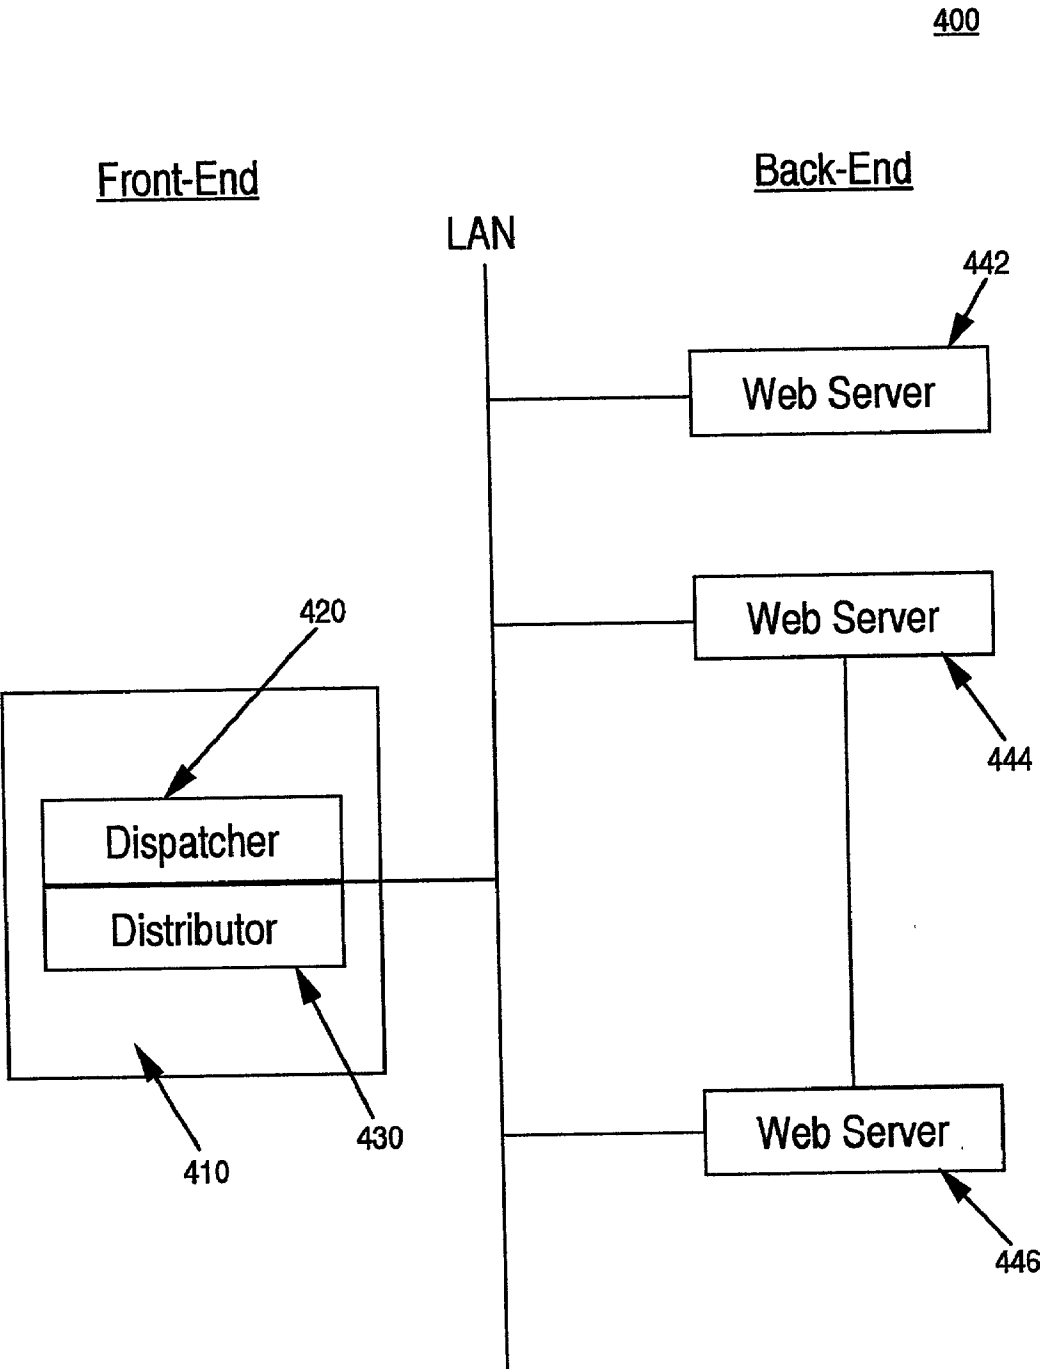 400
Front-End
Back-End
LAN
442
Web Server
420
Web Server
444
Dispatcher
Distributor
430
410
Web Server
446